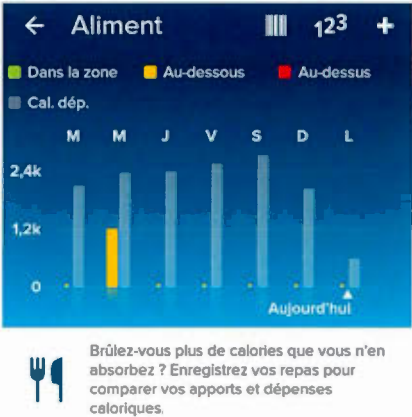 ← Aliment 123 +
Dans la zone Au-dessous Au-dessus
Cal. dép.
M M J V S D L
2,4k
1,2k
0
Aujourd'hui
Brûlez-vous plus de calories que vous n'en
absorbez ? Enregistrez vos repas pour
comparer vos apports et dépenses
caloriques.